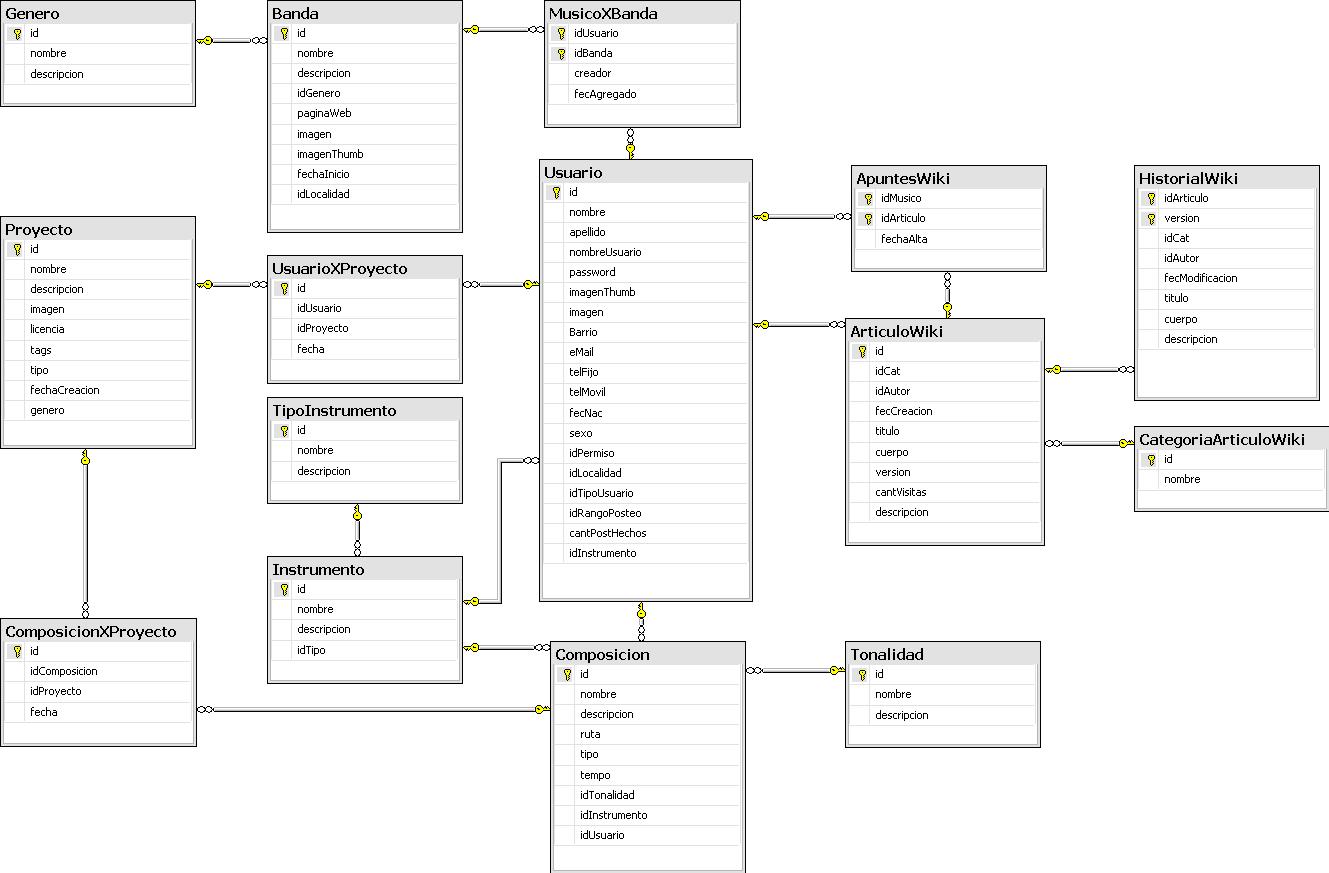 Genero
id
nombre
descripcion
Banda
id
nombre
descripcion
idGenero
paginaWeb
imagen
imagenThumb
fechaInicio
idLocalidad
MusicoXBanda
idUsuario
idBanda
creador
fecAgregado
Usuario
id
nombre
apellido
nombreUsuario
password
imagenThumb
imagen
Barrio
eMail
telFijo
telMovil
fecNac
sexo
idPermiso
idLocalidad
idTipoUsuario
idRangoPosteo
cantPostHechos
idInstrumento
ApuntesWiki
idMusico
idArticulo
fechaAlta
HistorialWiki
idArticulo
version
idCat
idAutor
fecModificacion
titulo
cuerpo
descripcion
Proyecto
id
nombre
descripcion
imagen
licencia
tags
tipo
fechaCreacion
genero
UsuarioXProyecto
id
idUsuario
idProyecto
fecha
ArticuloWiki
id
idCat
idAutor
fecCreacion
titulo
cuerpo
version
cantVisitas
descripcion
TipoInstrumento
id
nombre
descripcion
CategoriaArticuloWiki
id
nombre
Instrumento
id
nombre
descripcion
idTipo
ComposicionXProyecto
id
idComposicion
idProyecto
fecha
Composicion
id
nombre
descripcion
ruta
tipo
tempo
idTonalidad
idInstrumento
idUsuario
Tonalidad
id
nombre
descripcion